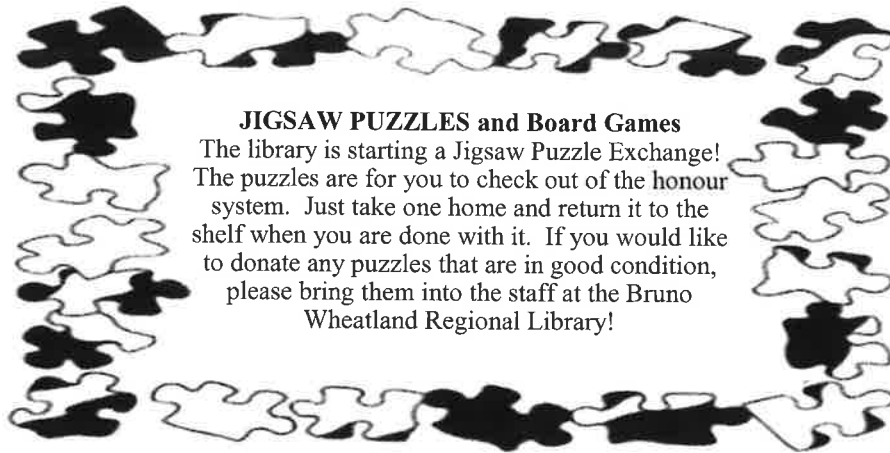 JIGSAW PUZZLES and Board Games
The library is starting a Jigsaw Puzzle Exchange!
The puzzles are for you to check out of the honour
system. Just take one home and return it to the
shelf when you are done with it. If you would like
to donate any puzzles that are in good condition,
please bring them into the staff at the Bruno
Wheatland Regional Library!